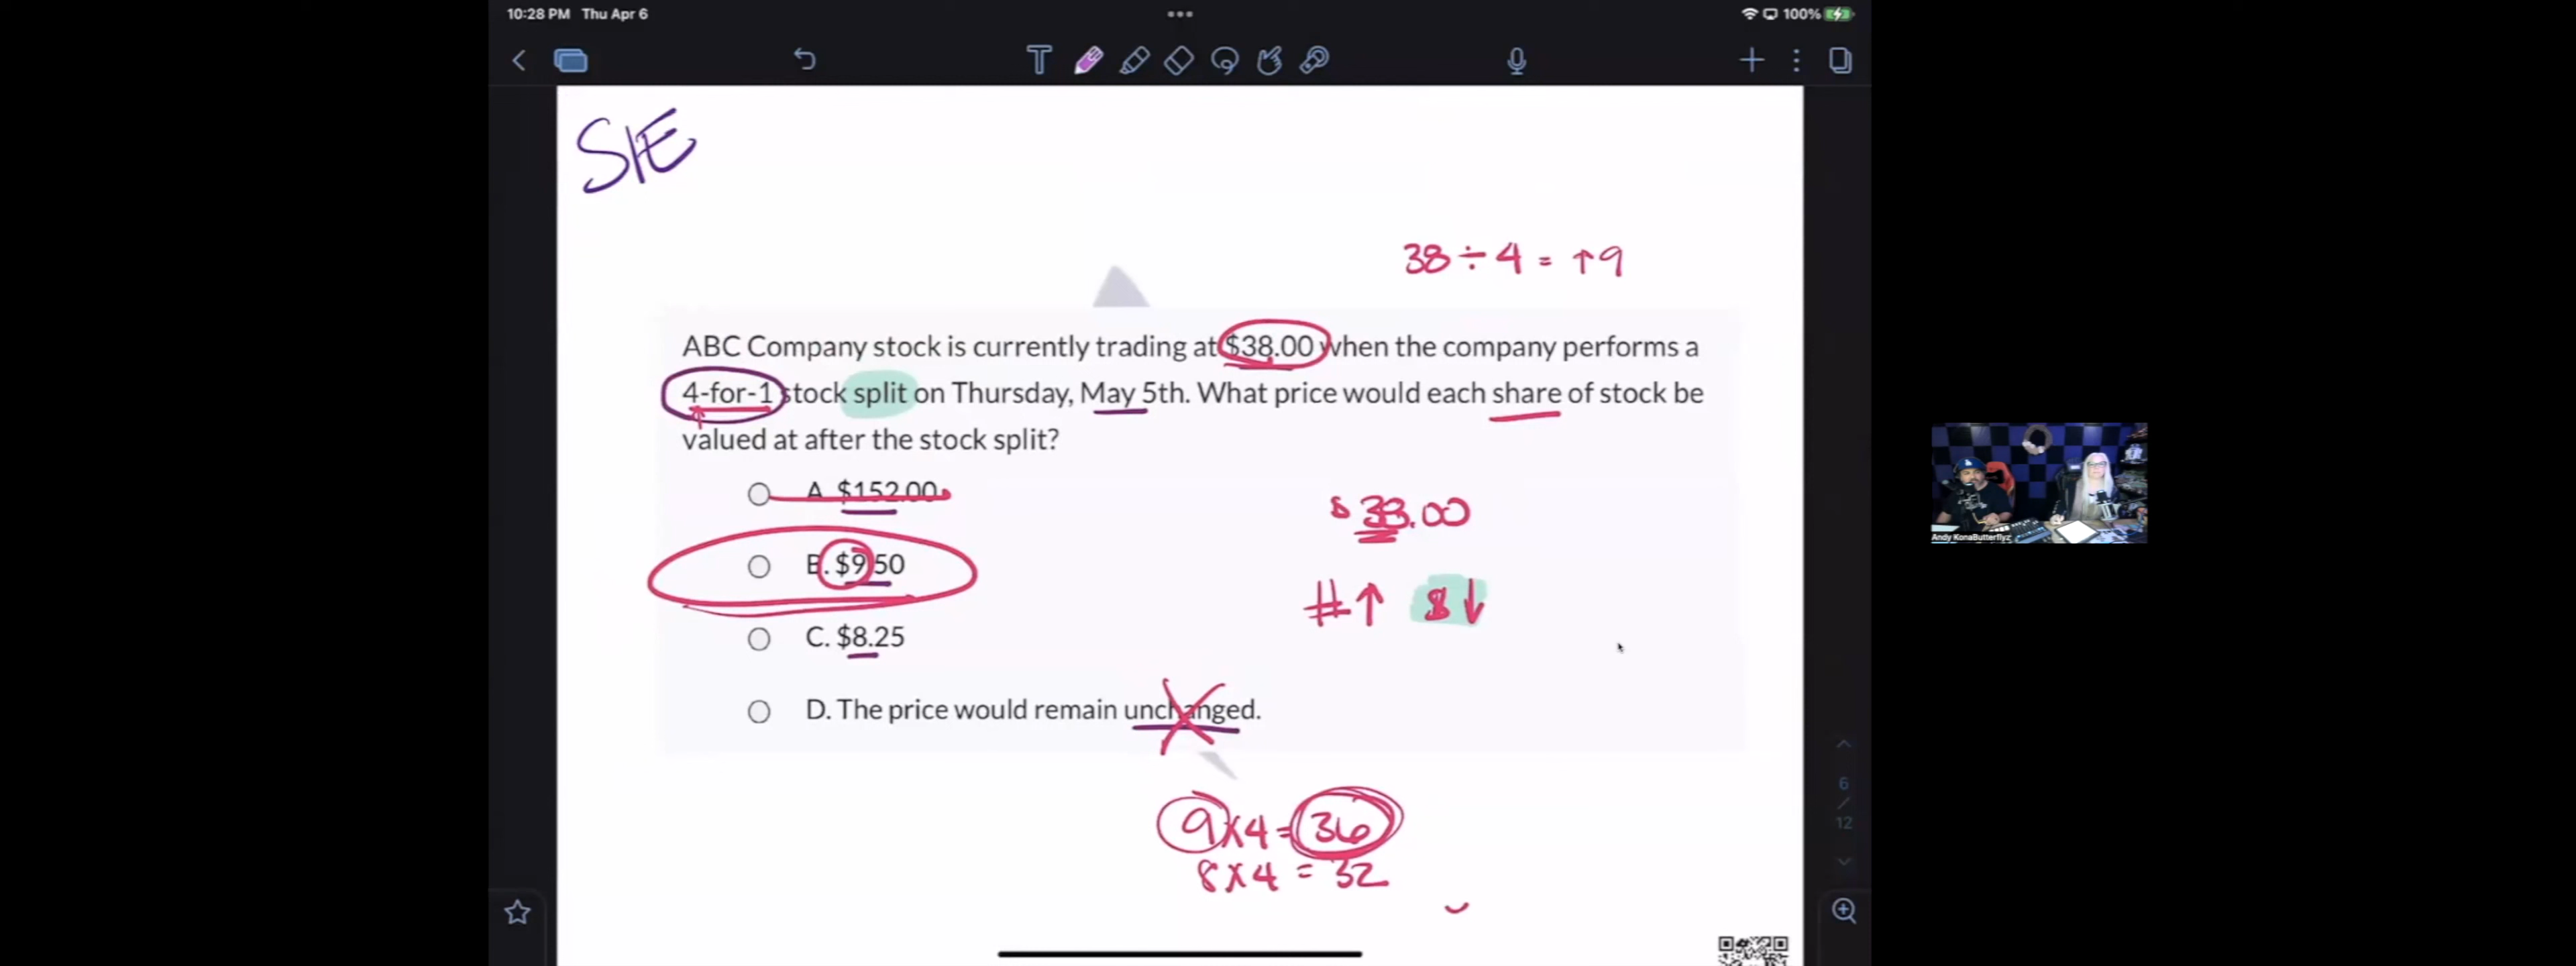 10:28 PM Thu Apr 6
100%
SIE
38 ÷ 4 = ↑9
ABC Company stock is currently trading at $38.00 when the company performs a
4-for-1 stock split on Thursday, May 5th. What price would each share of stock be
valued at after the stock split?
A. $152.00
B. $9.50
C. $8.25
D. The price would remain unchanged.
$38.00
#↑ $↓
9x4=36
8x4=32
6
/
12
Andy KonaButterflyz